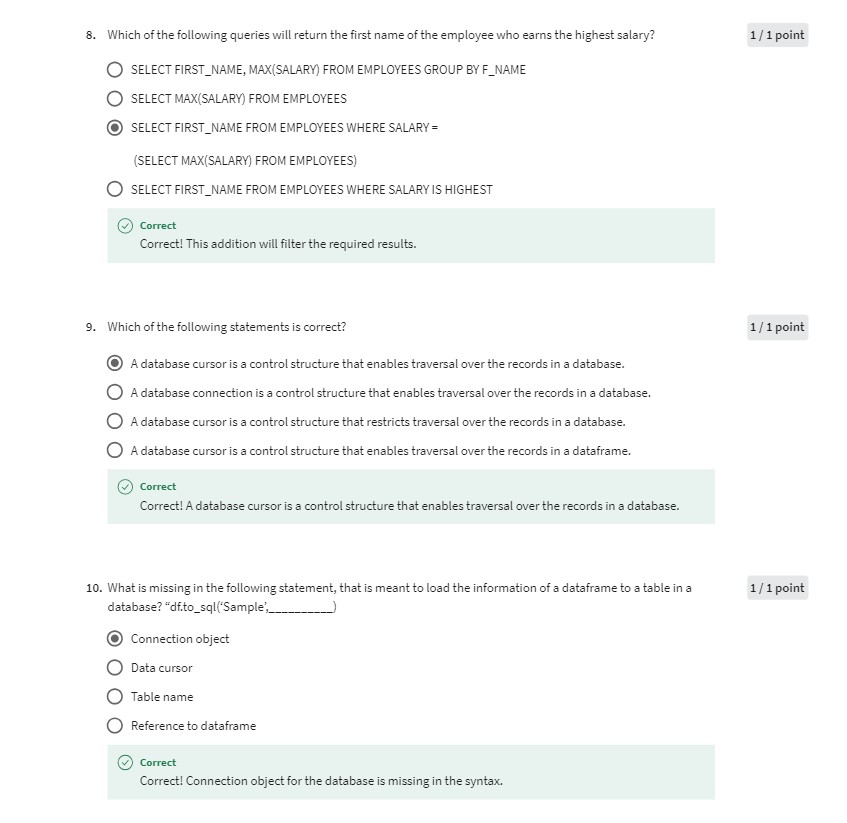 8. Which of the following queries will return the first name of the employee who earns the highest salary?
1 / 1 point
SELECT FIRST_NAME, MAX(SALARY) FROM EMPLOYEES GROUP BY F_NAME
SELECT MAX(SALARY) FROM EMPLOYEES
SELECT FIRST_NAME FROM EMPLOYEES WHERE SALARY =
(SELECT MAX(SALARY) FROM EMPLOYEES)
SELECT FIRST_NAME FROM EMPLOYEES WHERE SALARY IS HIGHEST
Correct
Correct! This addition will filter the required results.
9. Which of the following statements is correct?
1 / 1 point
A database cursor is a control structure that enables traversal over the records in a database.
A database connection is a control structure that enables traversal over the records in a database.
A database cursor is a control structure that restricts traversal over the records in a database.
A database cursor is a control structure that enables traversal over the records in a dataframe.
Correct
Correct! A database cursor is a control structure that enables traversal over the records in a database.
10. What is missing in the following statement, that is meant to load the information of a dataframe to a table in a
1 / 1 point
database? “df.to_sql(‘Sample’,__________)
Connection object
Data cursor
Table name
Reference to dataframe
Correct
Correct! Connection object for the database is missing in the syntax.